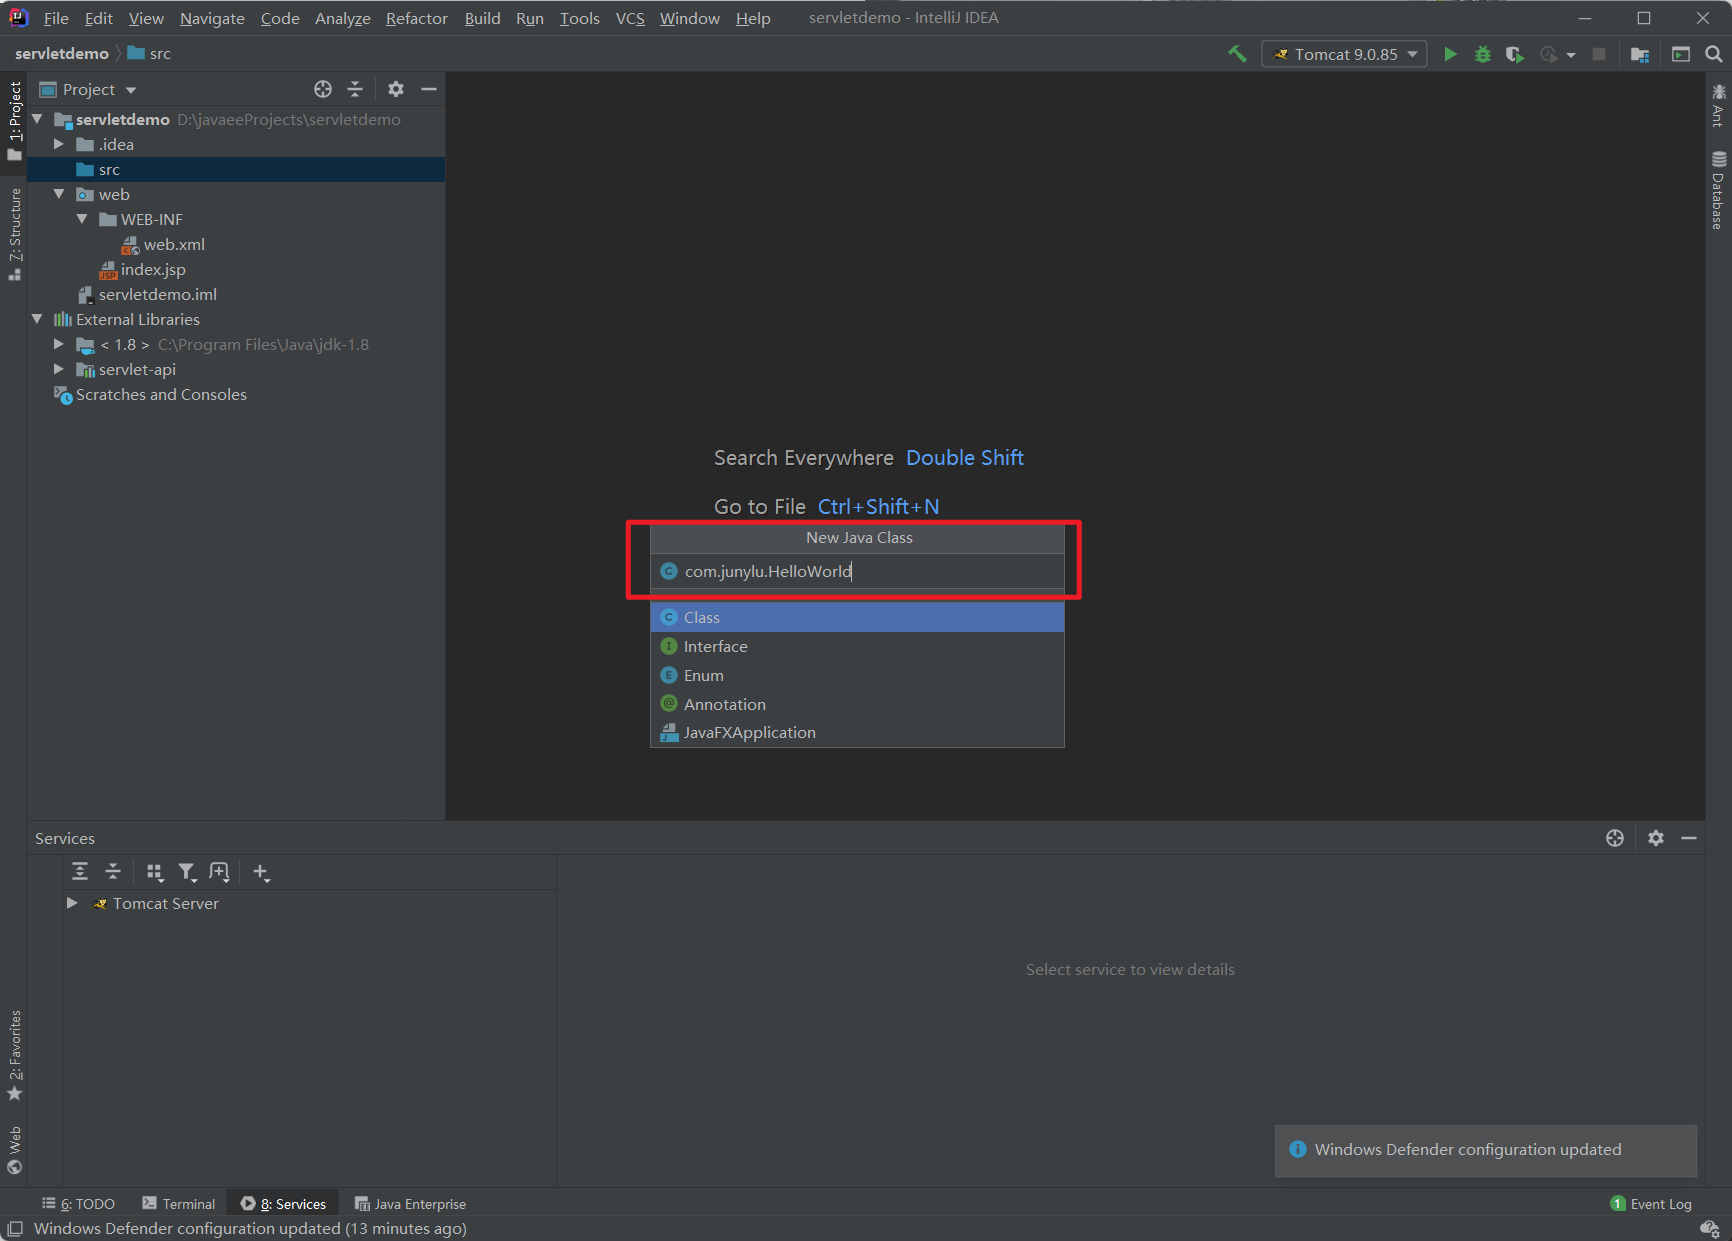 File Edit View Navigate Code Analyze Refactor Build Run Tools VCS Window Help servletdemo - IntelliJ IDEA
servletdemo src
Tomcat 9.0.85
1: Project
7: Structure
2: Favorites
Web
Project
servletdemo D:\javaeeProjects\servletdemo
.idea
src
web
WEB-INF
web.xml
JSP index.jsp
servletdemo.iml
External Libraries
< 1.8 > C:\Program Files\Java\jdk-1.8
servlet-api
Scratches and Consoles
Ant
Database
Search Everywhere Double Shift
Go to File Ctrl+Shift+N
New Java Class
C com.junylu.HelloWorld
C Class
I Interface
E Enum
@ Annotation
J JavaFXApplication
Services
Tomcat Server
Select service to view details
Windows Defender configuration updated
6: TODO Terminal 8: Services Java Enterprise
1 Event Log
Windows Defender configuration updated (13 minutes ago)